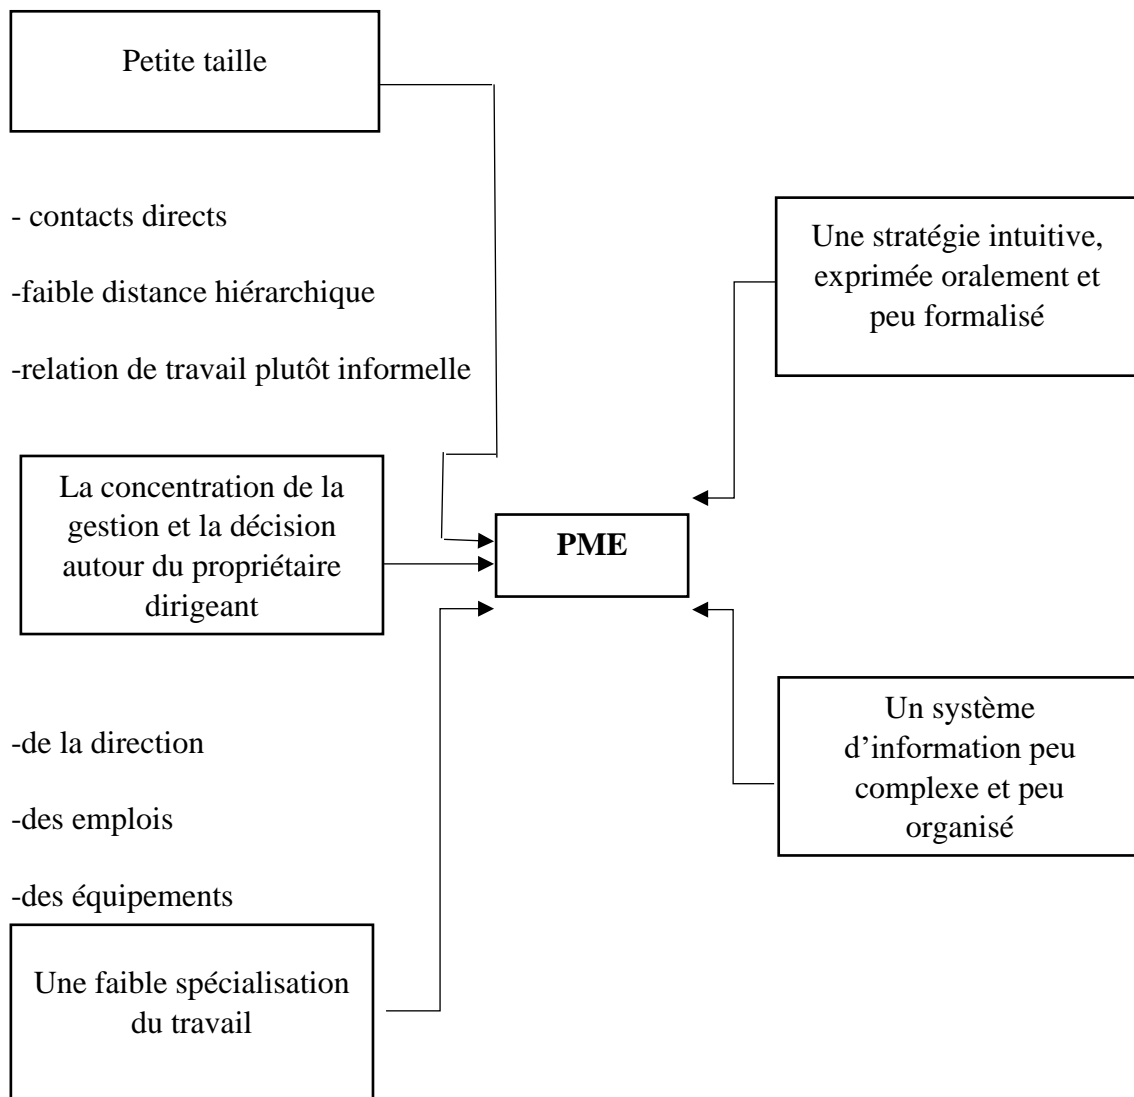 Petite taille
- contacts directs
-faible distance hiérarchique
-relation de travail plutôt informelle
La concentration de la
gestion et la décision
autour du propriétaire
dirigeant
-de la direction
-des emplois
-des équipements
Une faible spécialisation
du travail
PME
Une stratégie intuitive,
exprimée oralement et
peu formalisé
Un système
d’information peu
complexe et peu
organisé